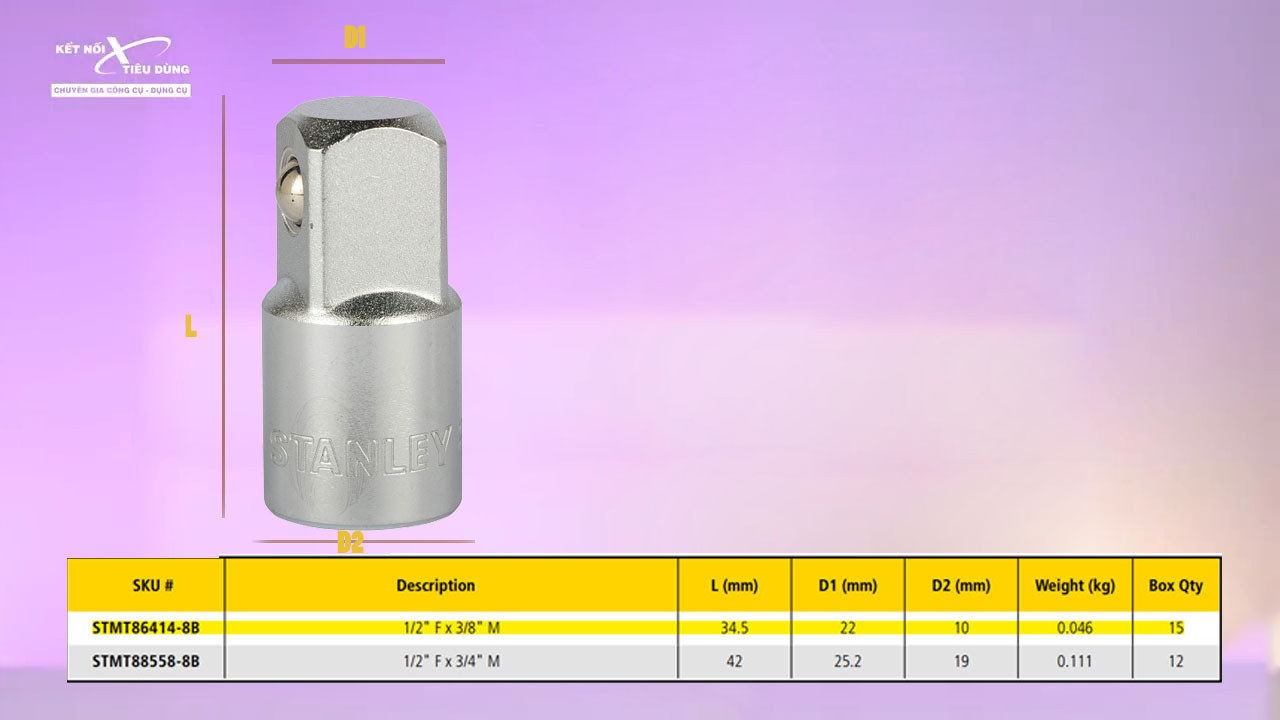 KẾT NỐI
TIÊU DÙNG
CHUYÊN GIA CÔNG CỤ - DỤNG CỤ
D1
L
STANLEY
D2
SKU # Description L (mm) D1 (mm) D2 (mm) Weight (kg) Box Qty
STMT86414-8B 1/2" F x 3/8" M 34.5 22 10 0.046 15
STMT88558-8B 1/2" F x 3/4" M 42 25.2 19 0.111 12